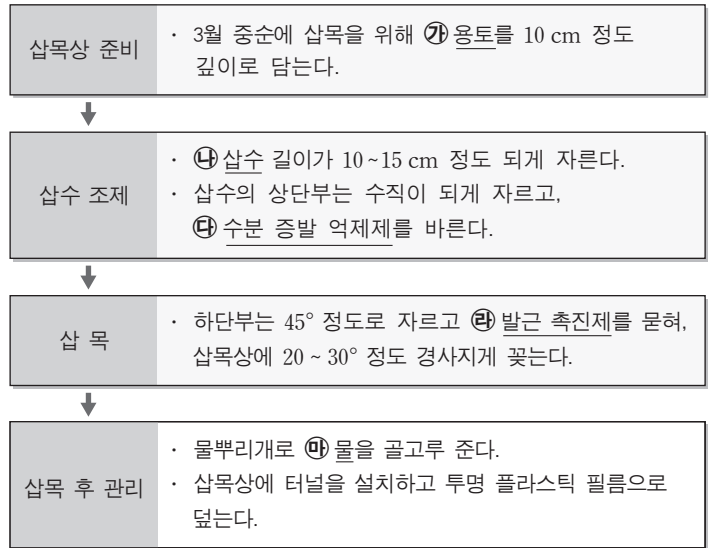 삽목상 준비
· 3월 중순에 삽목을 위해 ㉮ 용토를 10 cm 정도
깊이로 담는다.
삽수 조제
· ㉯ 삽수 길이가 10 ~ 15 cm 정도 되게 자른다.
· 삽수의 상단부는 수직이 되게 자르고,
㉰ 수분 증발 억제제를 바른다.
삽 목
· 하단부는 45° 정도로 자르고 ㉱ 발근 촉진제를 묻혀,
삽목상에 20 ~ 30° 정도 경사지게 꽂는다.
삽목 후 관리
· 물뿌리개로 ㉲ 물을 골고루 준다.
· 삽목상에 터널을 설치하고 투명 플라스틱 필름으로
덮는다.